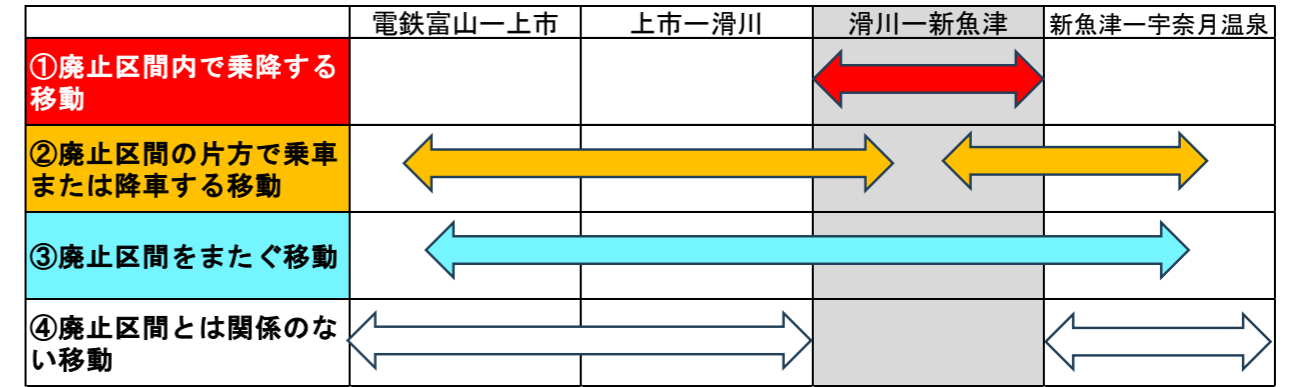 電鉄富山ー上市
上市ー滑川
滑川ー新魚津
新魚津ー宇奈月温泉
①廃止区間内で乗降する
移動
②廃止区間の片方で乗車
または降車する移動
③廃止区間をまたぐ移動
④廃止区間とは関係のな
い移動